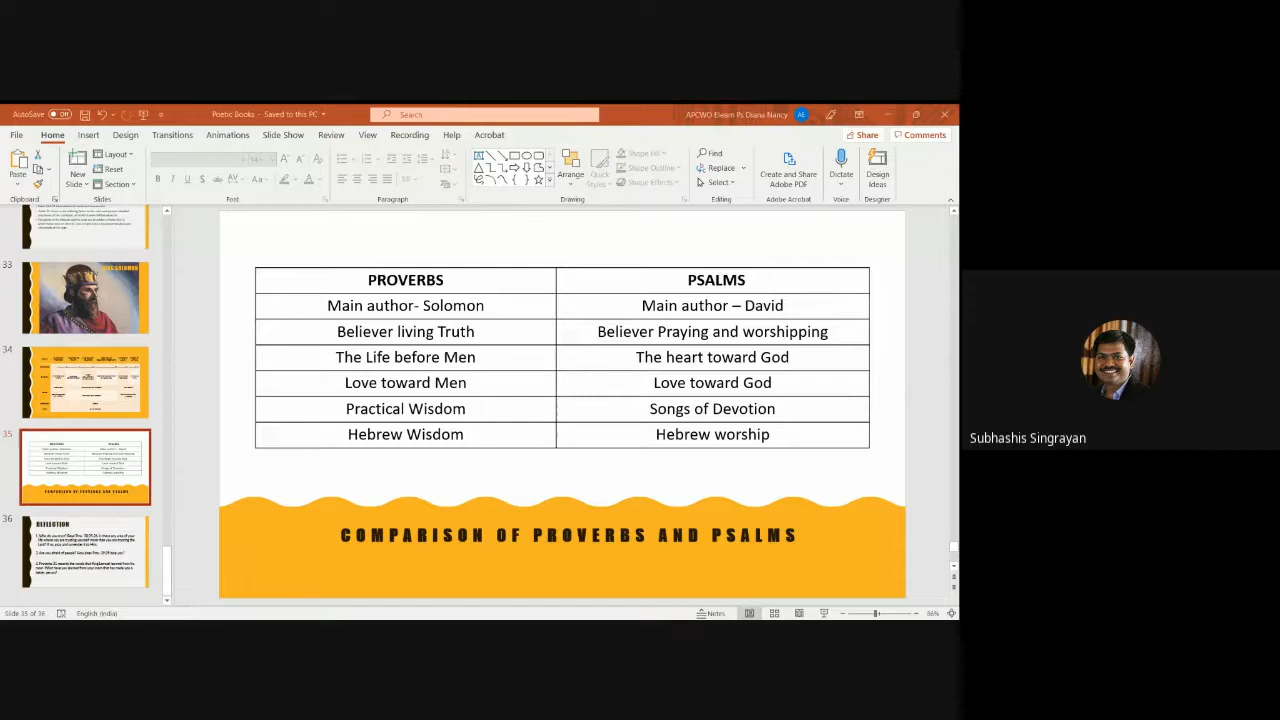 AutoSave Off Poetic Books - Saved to this PC Search APCWO Elearn Ps Diana Nancy AE
File Home Insert Design Transitions Animations Slide Show Review View Recording Help Acrobat Share Comments
Paste
New
Slide
Layout
Reset
Section
Arrange
Quick
Styles
Shape Fill
Shape Outline
Shape Effects
Find
Replace
Select
Create and Share
Adobe PDF
Dictate
Design
Ideas
Clipboard Slides Font Paragraph Drawing Editing Adobe Acrobat Voice Designer
33
34
35
36
REFLECTION
PROVERBS PSALMS
Main author- Solomon Main author – David
Believer living Truth Believer Praying and worshipping
The Life before Men The heart toward God
Love toward Men Love toward God
Practical Wisdom Songs of Devotion
Hebrew Wisdom Hebrew worship
COMPARISON OF PROVERBS AND PSALMS
Subhashis Singrayan
Slide 35 of 36 English (India) Notes 86%